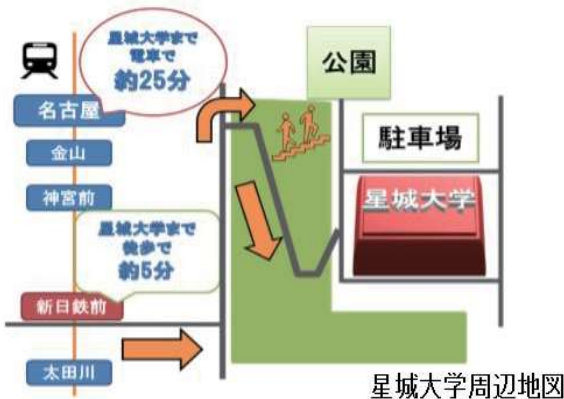 星城大学まで
電車で
約25分
名古屋
金山
神宮前
星城大学まで
徒歩で
約5分
新日鉄前
太田川
公園
駐車場
星城大学
星城大学周辺地図